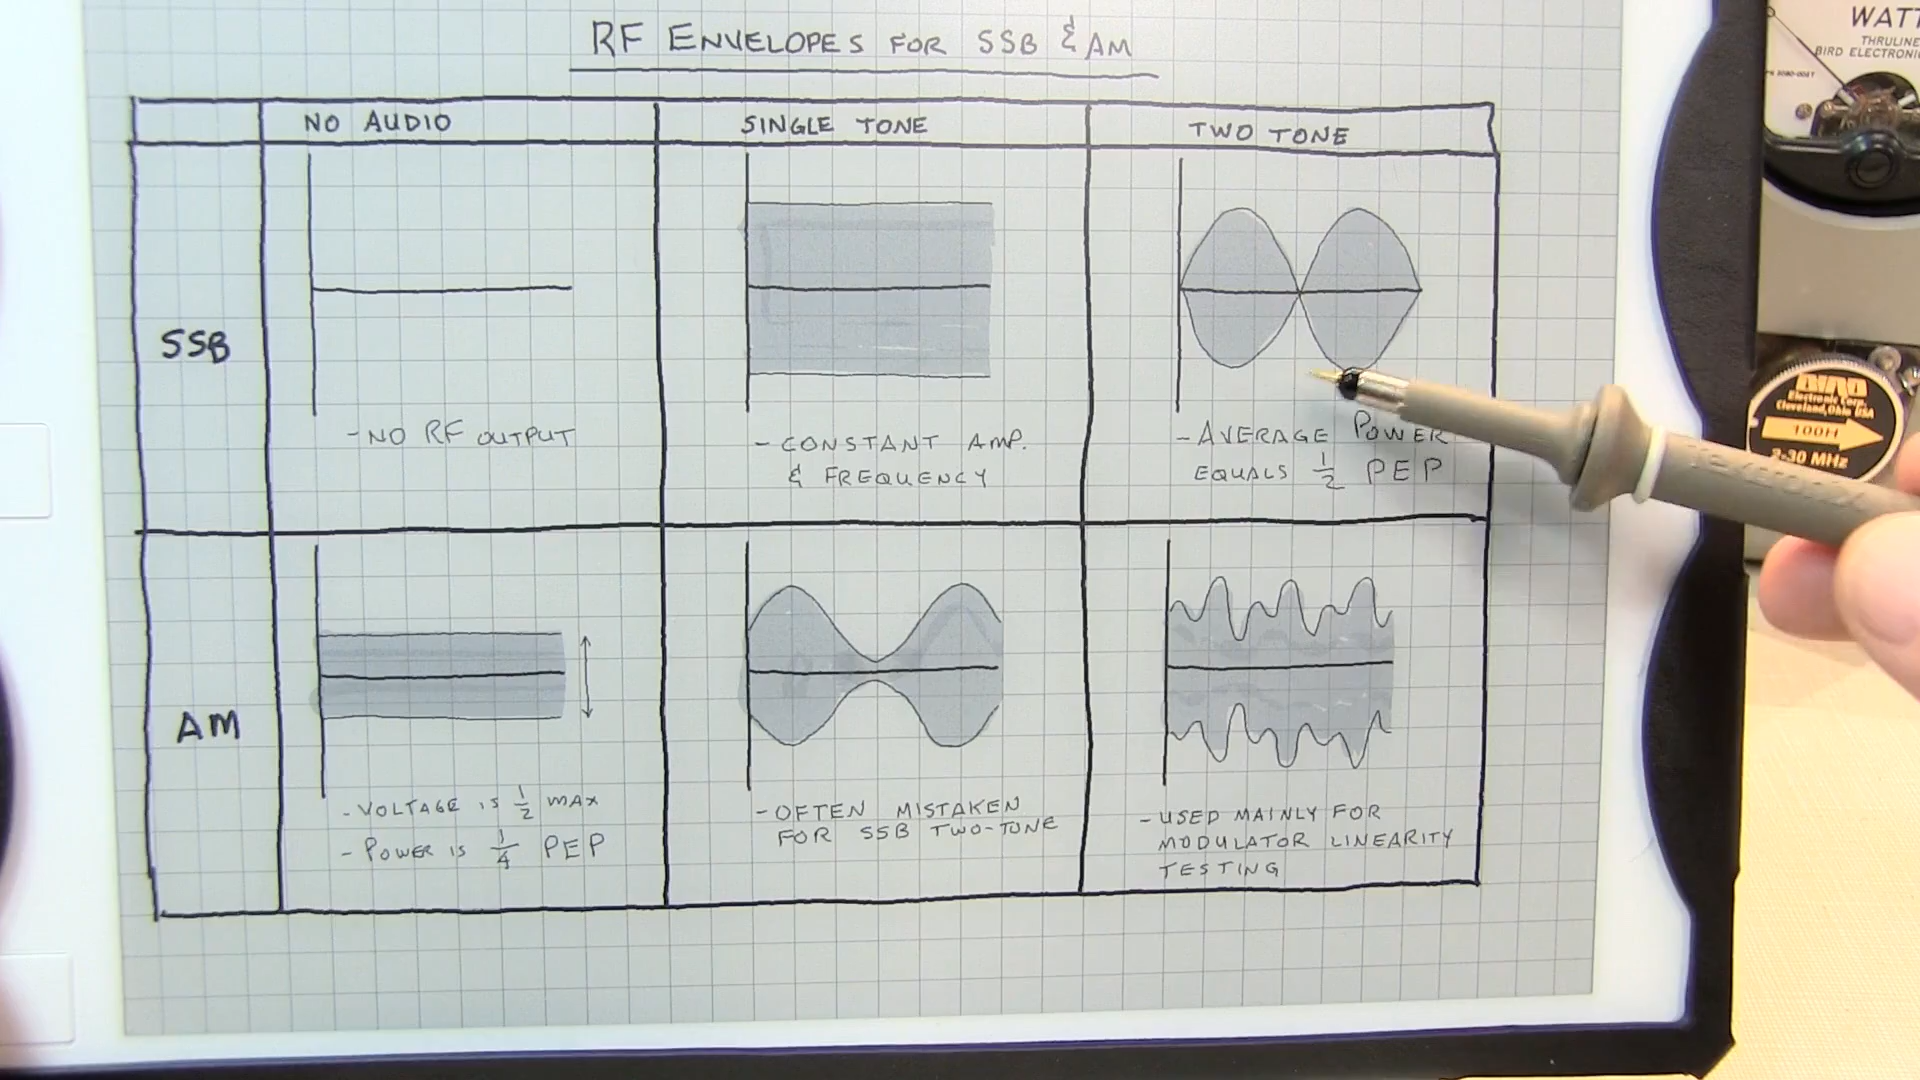 RF ENVELOPES FOR SSB & AM
NO AUDIO
SINGLE TONE
TWO TONE
SSB
- NO RF OUTPUT
- CONSTANT AMP.
& FREQUENCY
- AVERAGE POWER
EQUALS 1/2 PEP
AM
- VOLTAGE IS 1/2 MAX
- POWER IS 1/4 PEP
- OFTEN MISTAKEN
FOR SSB TWO-TONE
- USED MAINLY FOR
MODULATOR LINEARITY
TESTING
WATT
THRULINE
BIRD ELECTRONIC
BIRD
Electronic Corp.
Cleveland, Ohio USA
100H
2-30 MHz
Tektronix